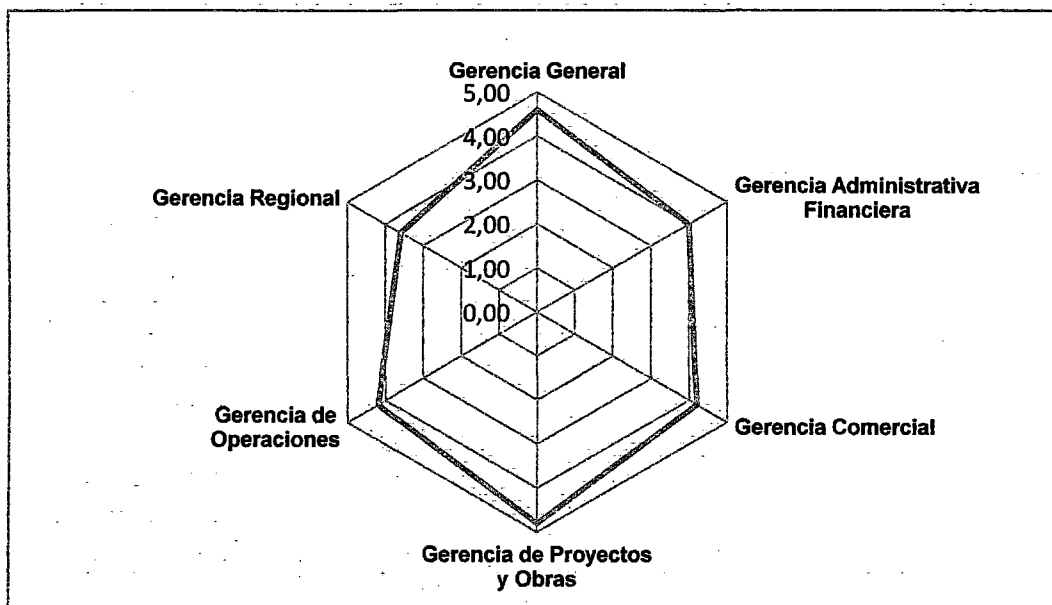 Gerencia General
5,00
4,00
Gerencia Regional
3,00
Gerencia Administrativa
Financiera
2,00
1,00
0,00
Gerencia de
Operaciones
Gerencia Comercial
Gerencia de Proyectos
y Obras